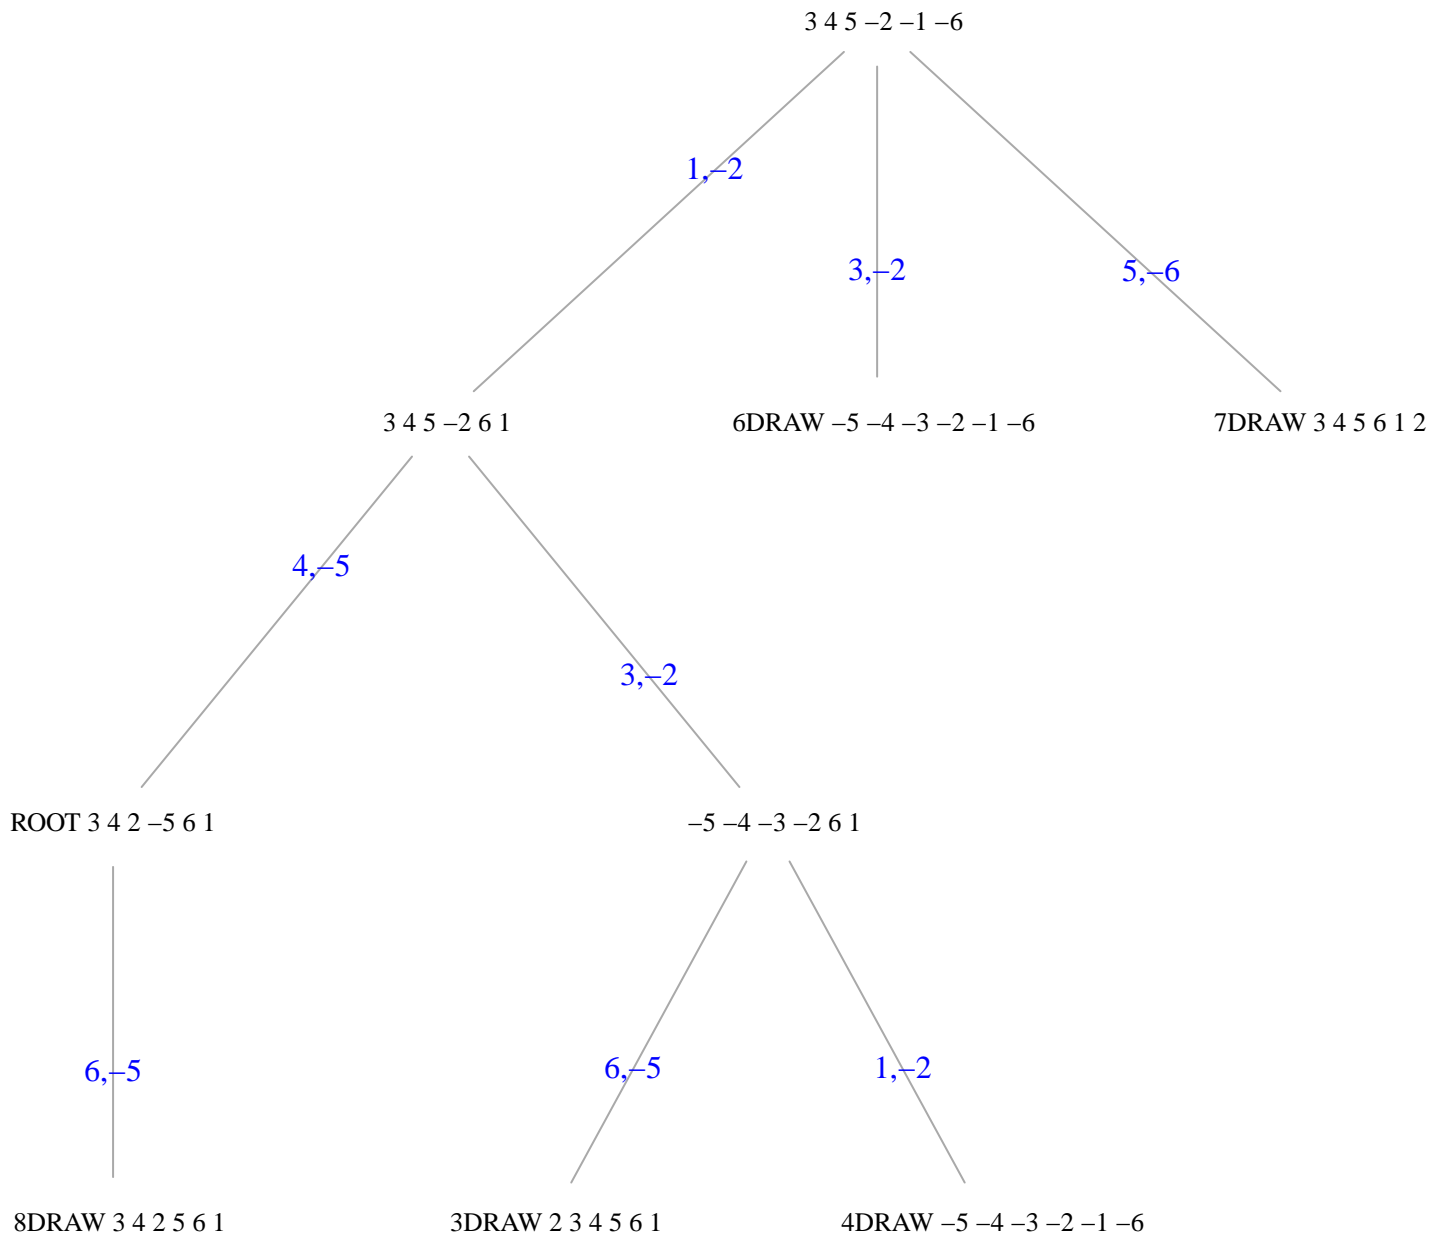 3 4 5 –2 –1 –6
1,–2
3,–2
5,–6
3 4 5 –2 6 1
6DRAW –5 –4 –3 –2 –1 –6
7DRAW 3 4 5 6 1 2
4,–5
3,–2
ROOT 3 4 2 –5 6 1
–5 –4 –3 –2 6 1
6,–5
6,–5
1,–2
8DRAW 3 4 2 5 6 1
3DRAW 2 3 4 5 6 1
4DRAW –5 –4 –3 –2 –1 –6